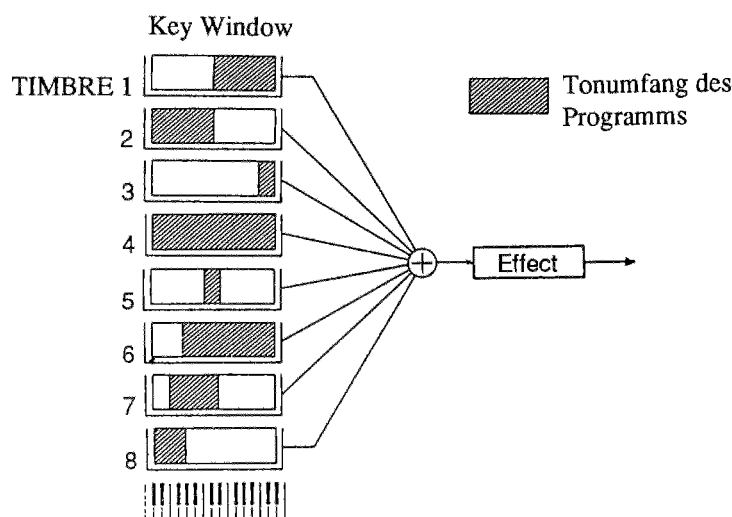 Key Window
TIMBRE 1
Tonumfang des
Programms
2
3
4
+
Effect
5
6
7
8